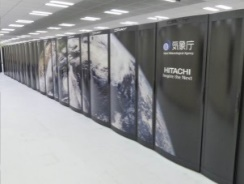 気象庁
HITACHI
Inspire the Next